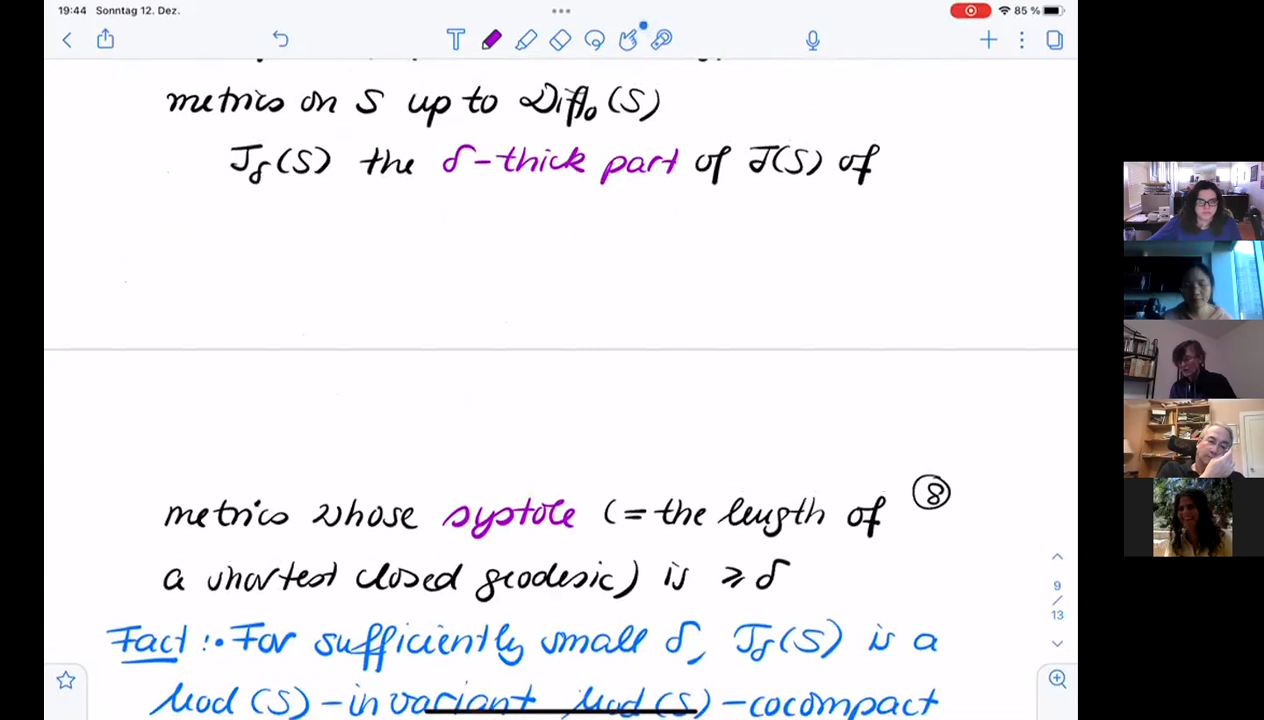 19:44 Sonntag 12. Dez.
85 %
metrics on S up to Diff₀(S)
T_δ(S) the δ-thick part of T(S) of
metrics whose systole (= the length of
⑧
a shortest closed geodesic) is ≥ δ
9
/
13
Fact: • For sufficiently small δ, T_δ(S) is a
Mod(S)-invariant Mod(S)-cocompact